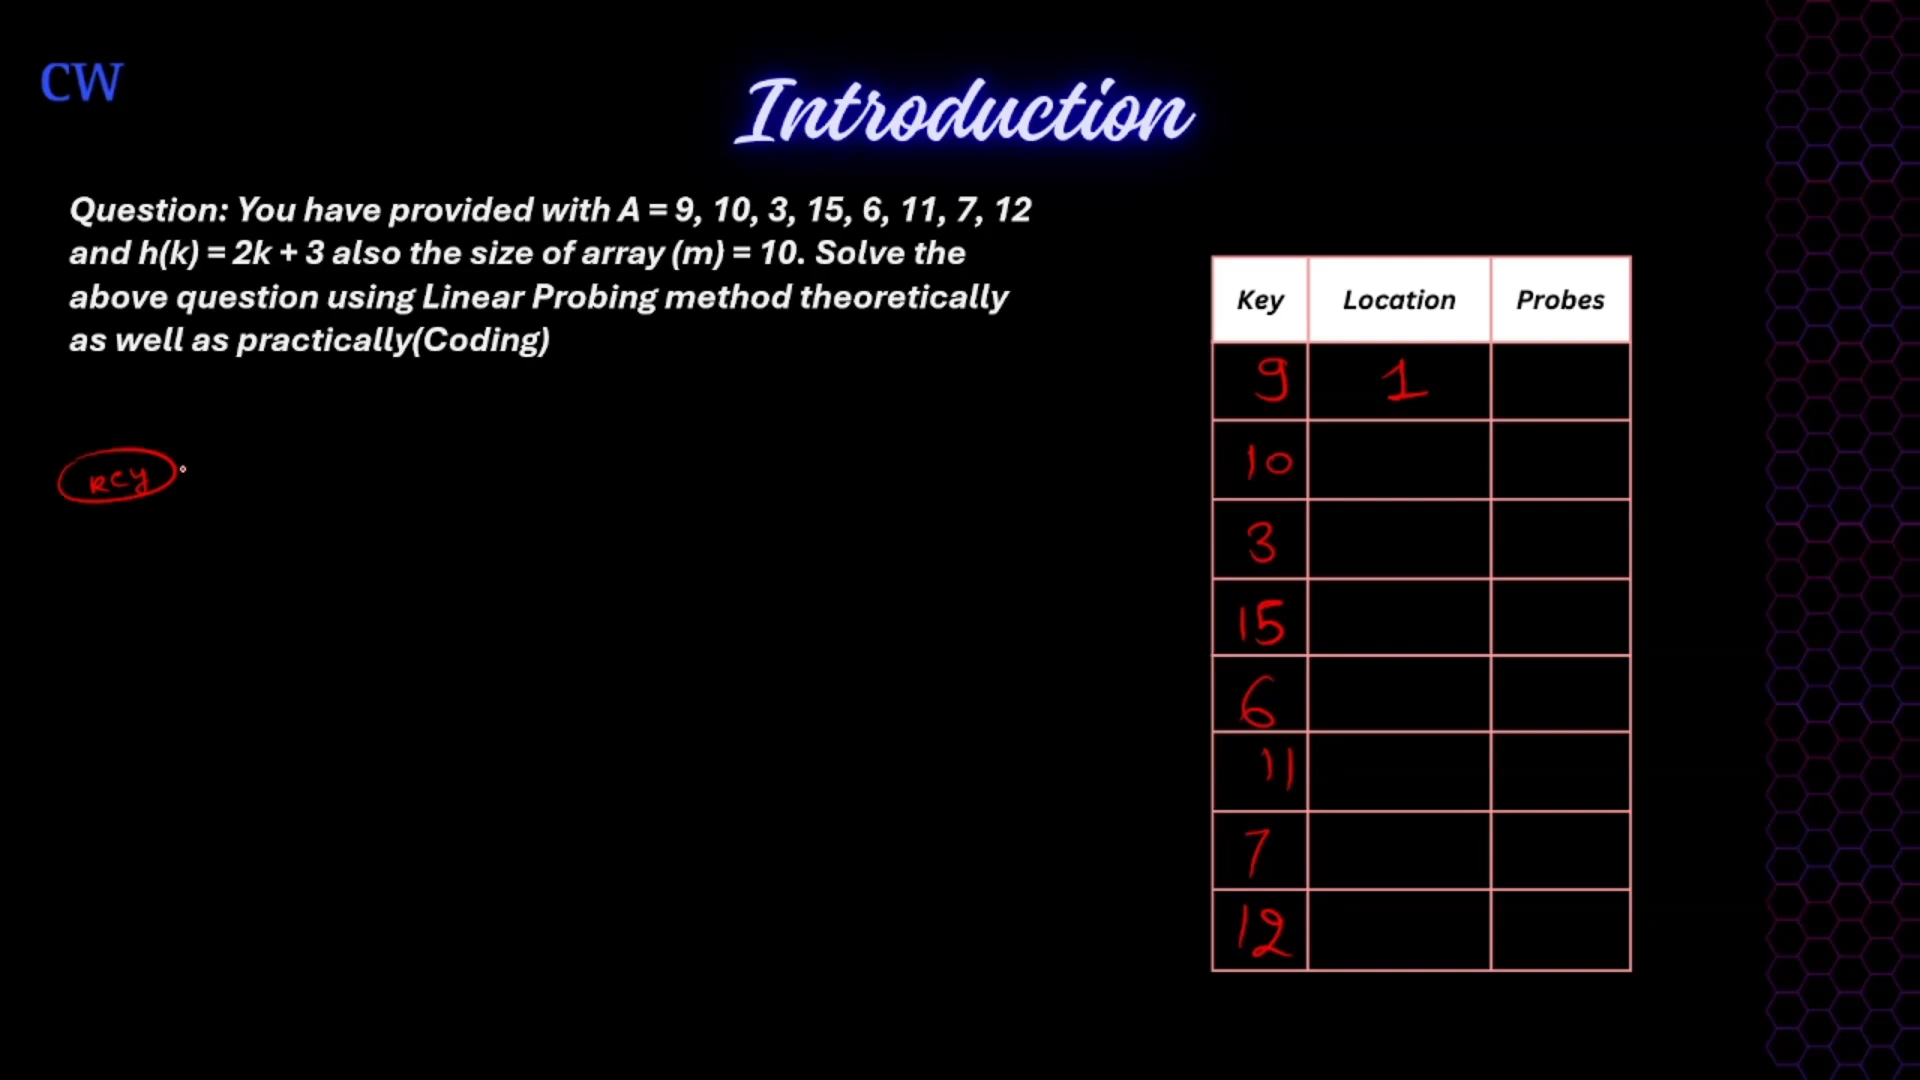 CW
Introduction
Question: You have provided with A = 9, 10, 3, 15, 6, 11, 7, 12
and h(k) = 2k + 3 also the size of array (m) = 10. Solve the
above question using Linear Probing method theoretically
as well as practically(Coding)
Key
Key Location Probes
9 1
10
3
15
6
11
7
12